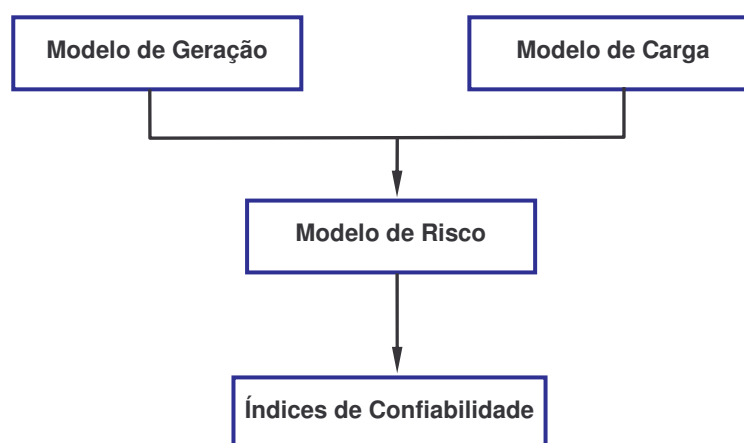 Modelo de Geração
Modelo de Carga
Modelo de Risco
Índices de Confiabilidade